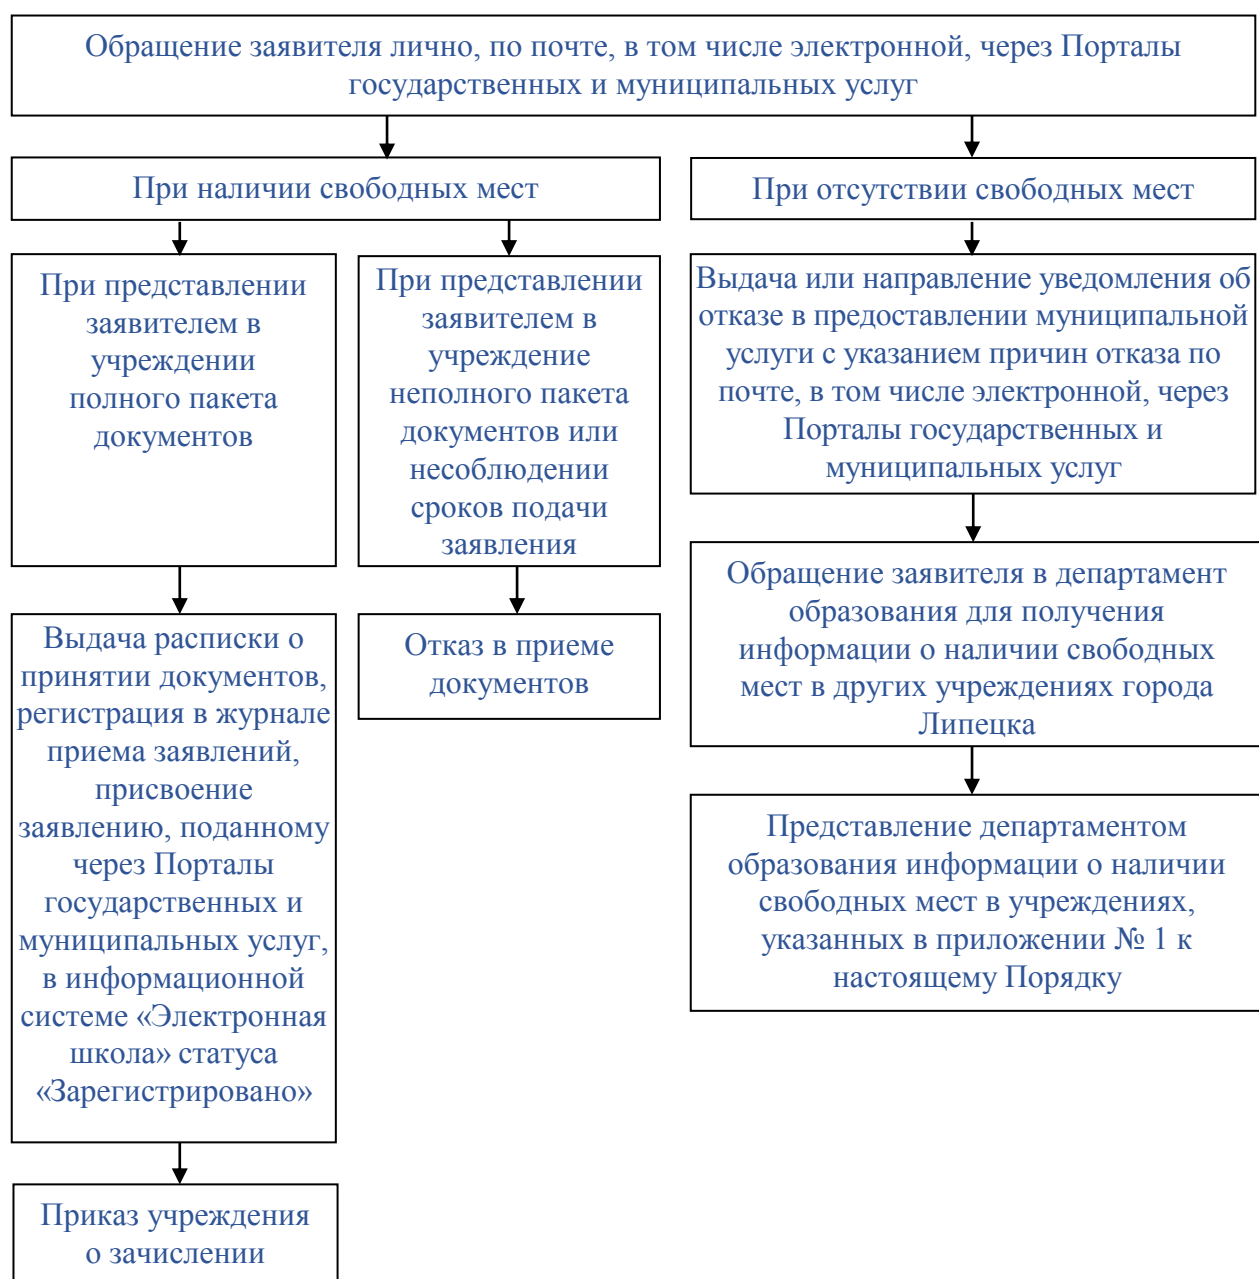 Обращение заявителя лично, по почте, в том числе электронной, через Порталы
государственных и муниципальных услуг
При наличии свободных мест
При отсутствии свободных мест
При представлении
заявителем в
учреждении
полного пакета
документов
При представлении
заявителем в
учреждение
неполного пакета
документов или
несоблюдении
сроков подачи
заявления
Выдача или направление уведомления об
отказе в предоставлении муниципальной
услуги с указанием причин отказа по
почте, в том числе электронной, через
Порталы государственных и
муниципальных услуг
Выдача расписки о
принятии документов,
регистрация в журнале
приема заявлений,
присвоение
заявлению, поданному
через Порталы
государственных и
муниципальных услуг,
в информационной
системе «Электронная
школа» статуса
«Зарегистрировано»
Отказ в приеме
документов
Обращение заявителя в департамент
образования для получения
информации о наличии свободных
мест в других учреждениях города
Липецка
Представление департаментом
образования информации о наличии
свободных мест в учреждениях,
указанных в приложении № 1 к
настоящему Порядку
Приказ учреждения
о зачислении